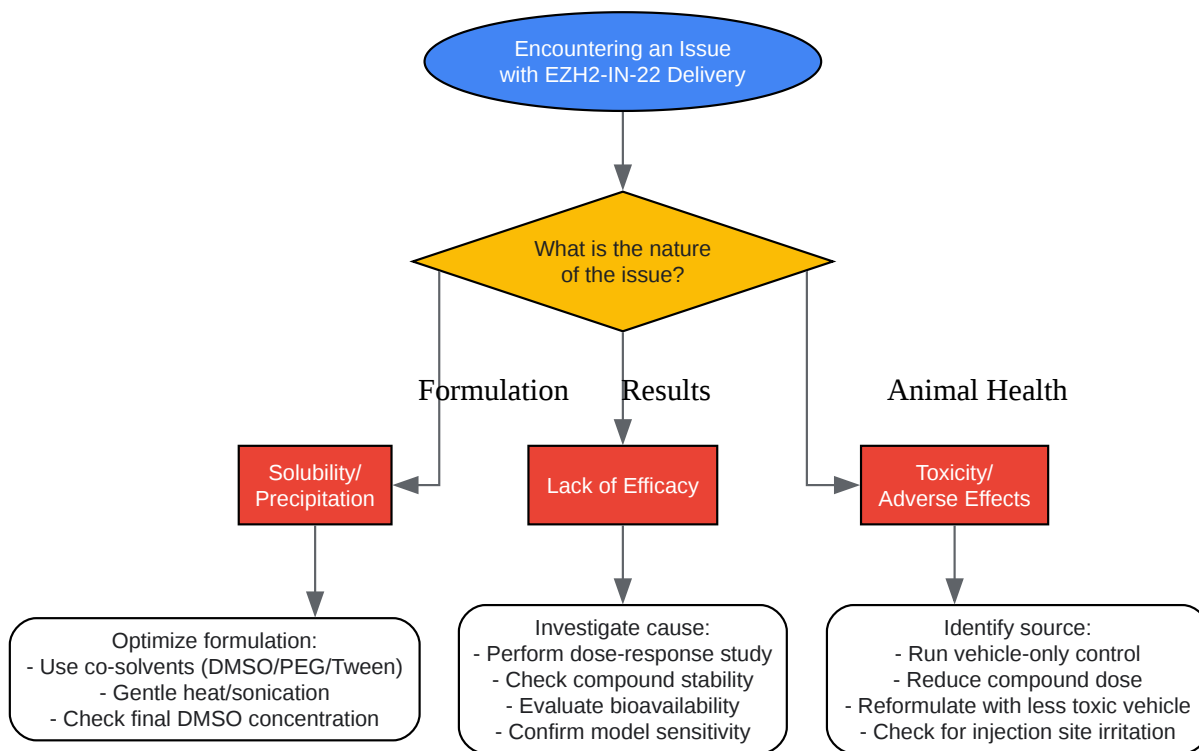 Encountering an Issue
with EZH2-IN-22 Delivery
What is the nature
of the issue?
Formulation
Results
Animal Health
Solubility/
Precipitation
Lack of Efficacy
Toxicity/
Adverse Effects
Optimize formulation:
- Use co-solvents (DMSO/PEG/Tween)
- Gentle heat/sonication
- Check final DMSO concentration
Investigate cause:
- Perform dose-response study
- Check compound stability
- Evaluate bioavailability
- Confirm model sensitivity
Identify source:
- Run vehicle-only control
- Reduce compound dose
- Reformulate with less toxic vehicle
- Check for injection site irritation